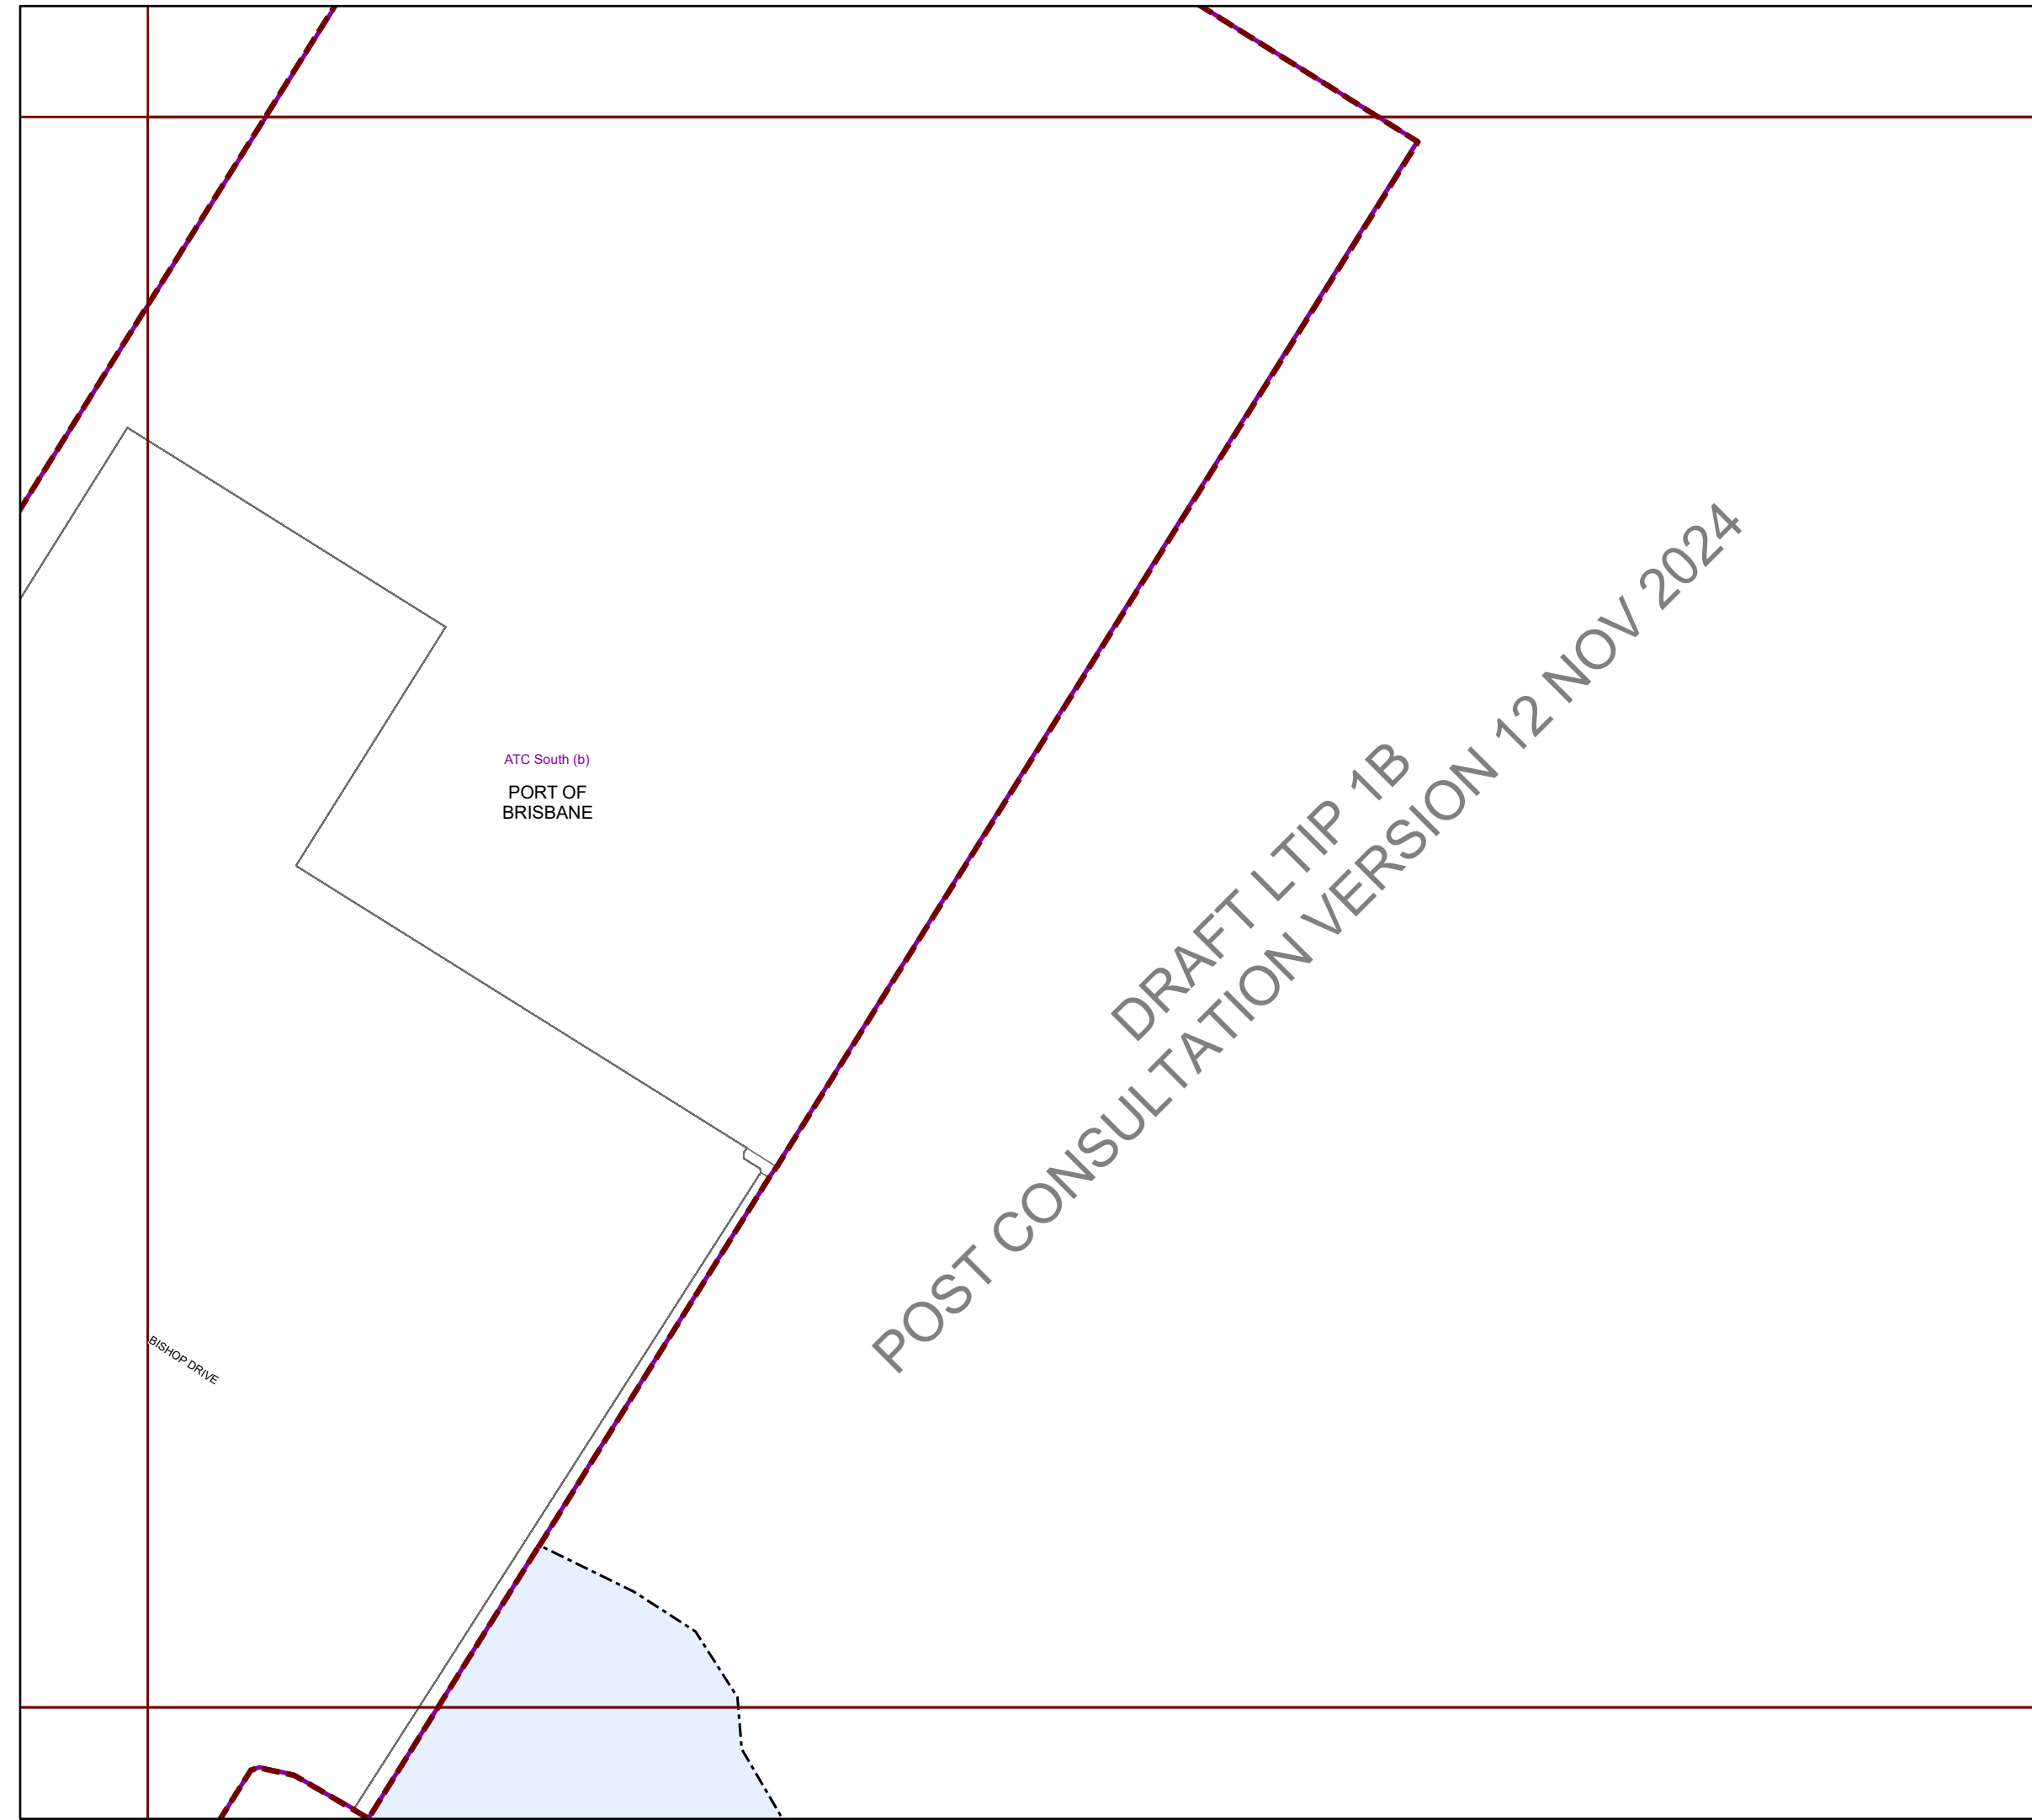 ATC South (b)
PORT OF
BRISBANE
DRAFT LTIP 1B
POST CONSULTATION VERSION 12 NOV 2024
BISHOP DRIVE